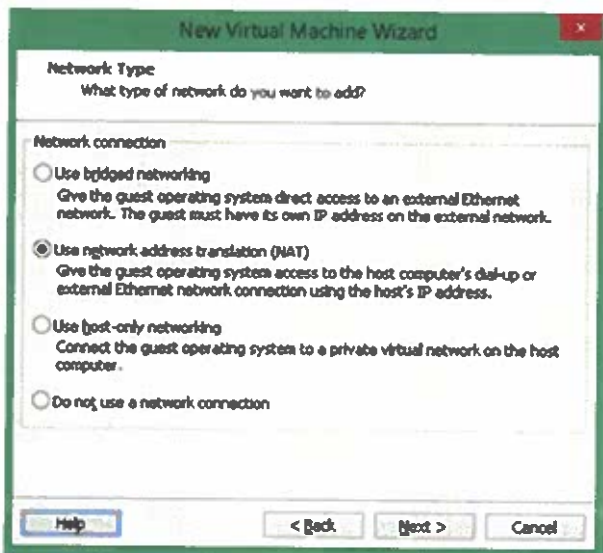 New Virtual Machine Wizard
x
Network Type
What type of network do you want to add?
Network connection
Use bridged networking
Give the guest operating system direct access to an external Ethernet
network. The guest must have its own IP address on the external network.
Use network address translation (NAT)
Give the guest operating system access to the host computer's dial-up or
external Ethernet network connection using the host's IP address.
Use host-only networking
Connect the guest operating system to a private virtual network on the host
computer.
Do not use a network connection
Help
< Back
Next >
Cancel